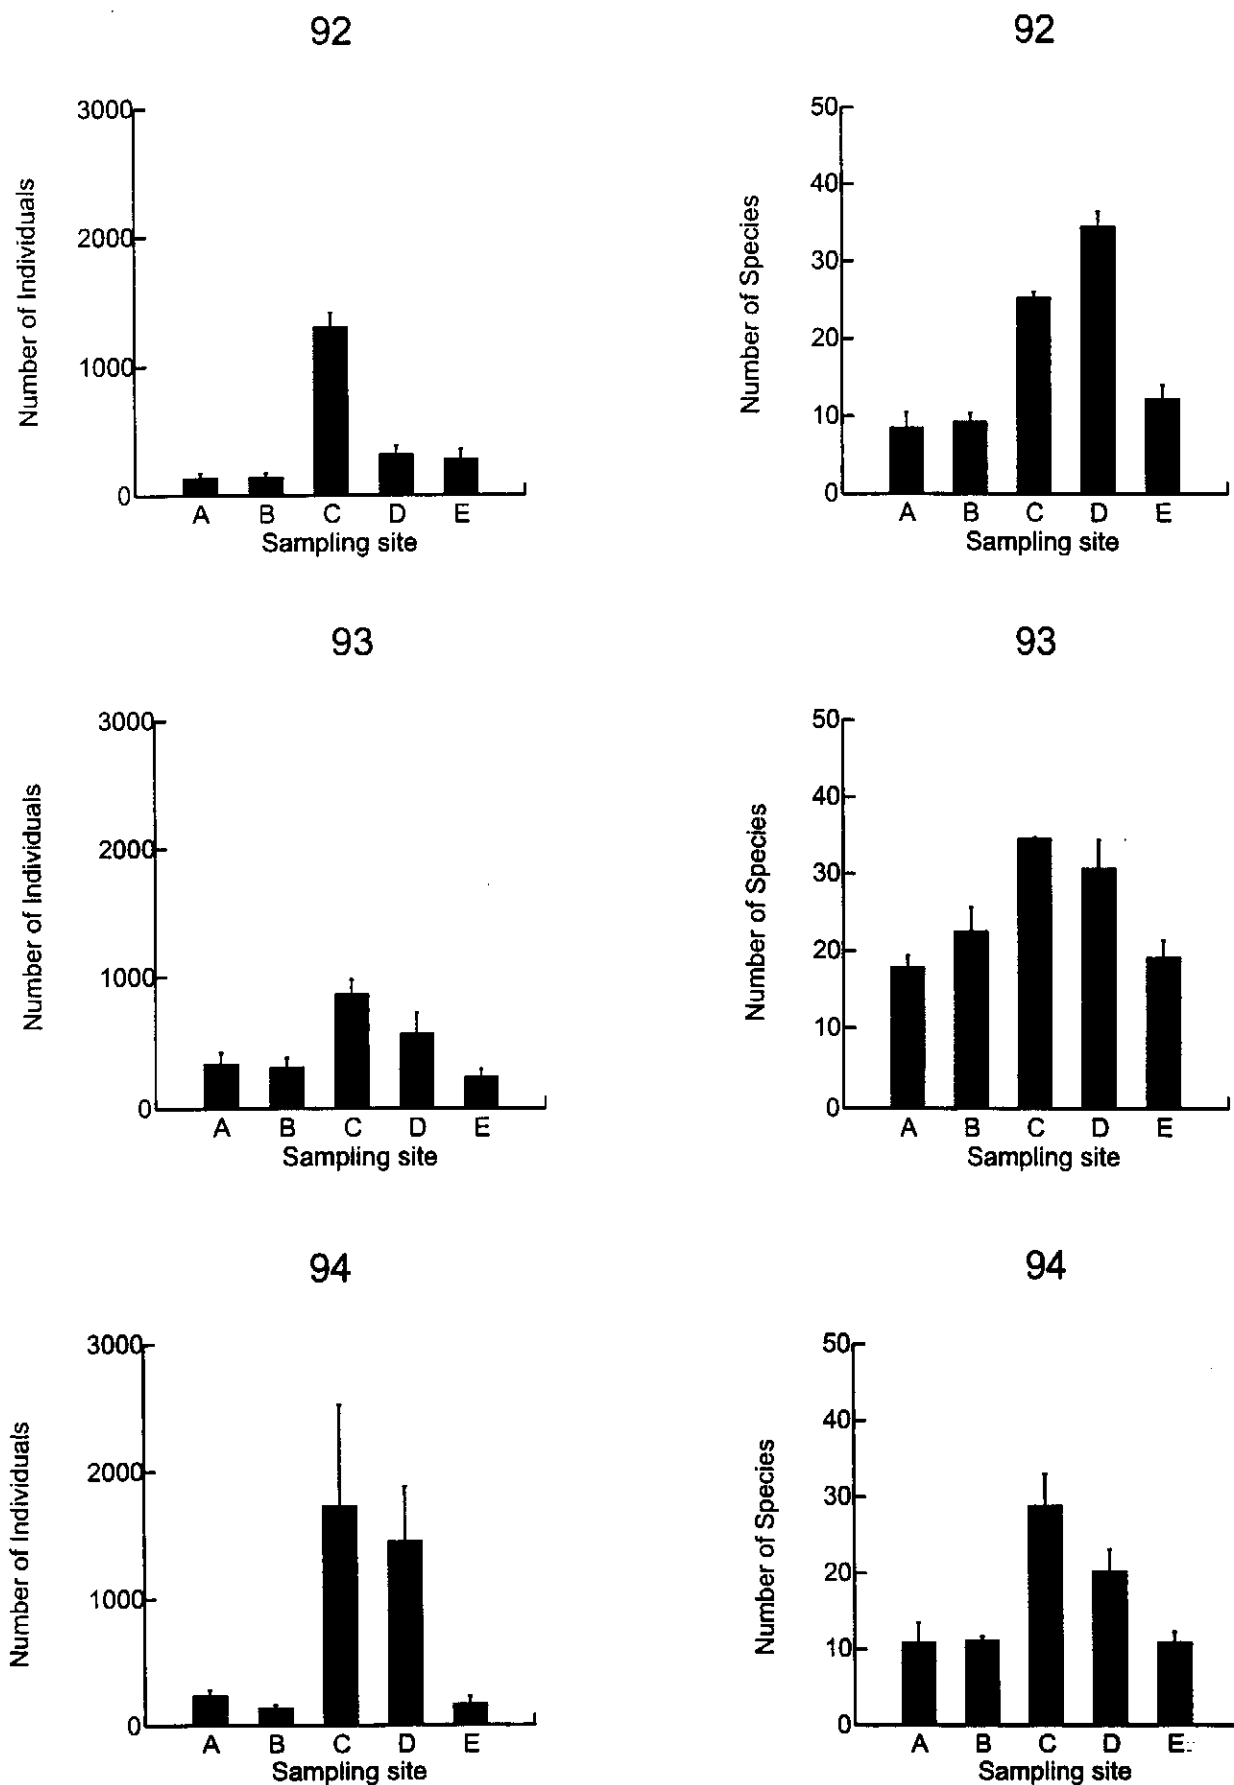 92
3000
2000
1000
0
Number of Individuals
A B C D E
Sampling site
92
50
40
30
20
10
0
Number of Species
A B C D E
Sampling site
93
3000
2000
1000
0
Number of Individuals
A B C D E
Sampling site
93
50
40
30
20
10
0
Number of Species
A B C D E
Sampling site
94
3000
2000
1000
0
Number of Individuals
A B C D E
Sampling site
94
50
40
30
20
10
0
Number of Species
A B C D E
Sampling site